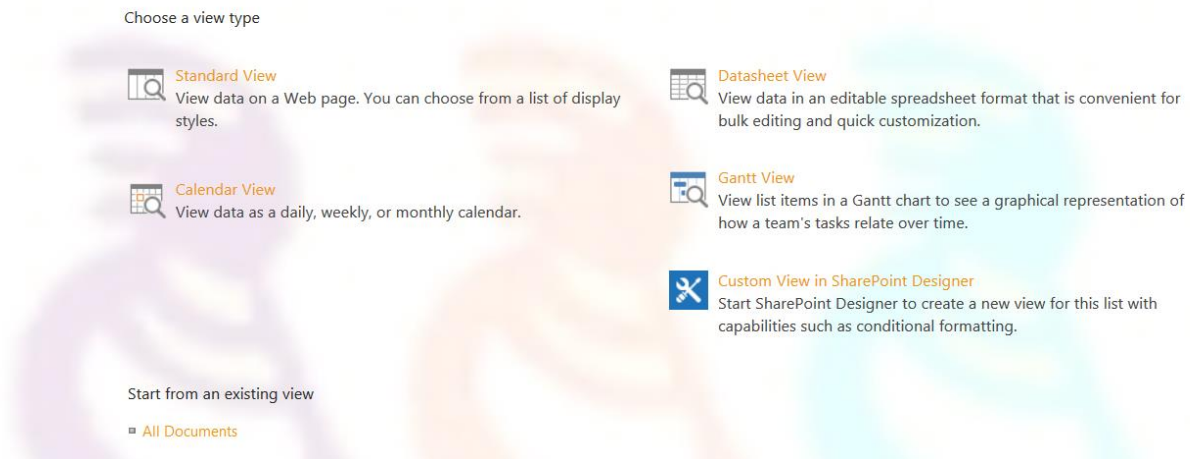 Choose a view type
Standard View
View data on a Web page. You can choose from a list of display
styles.
Calendar View
View data as a daily, weekly, or monthly calendar.
Datasheet View
View data in an editable spreadsheet format that is convenient for
bulk editing and quick customization.
Gantt View
View list items in a Gantt chart to see a graphical representation of
how a team's tasks relate over time.
Custom View in SharePoint Designer
Start SharePoint Designer to create a new view for this list with
capabilities such as conditional formatting.
Start from an existing view
All Documents